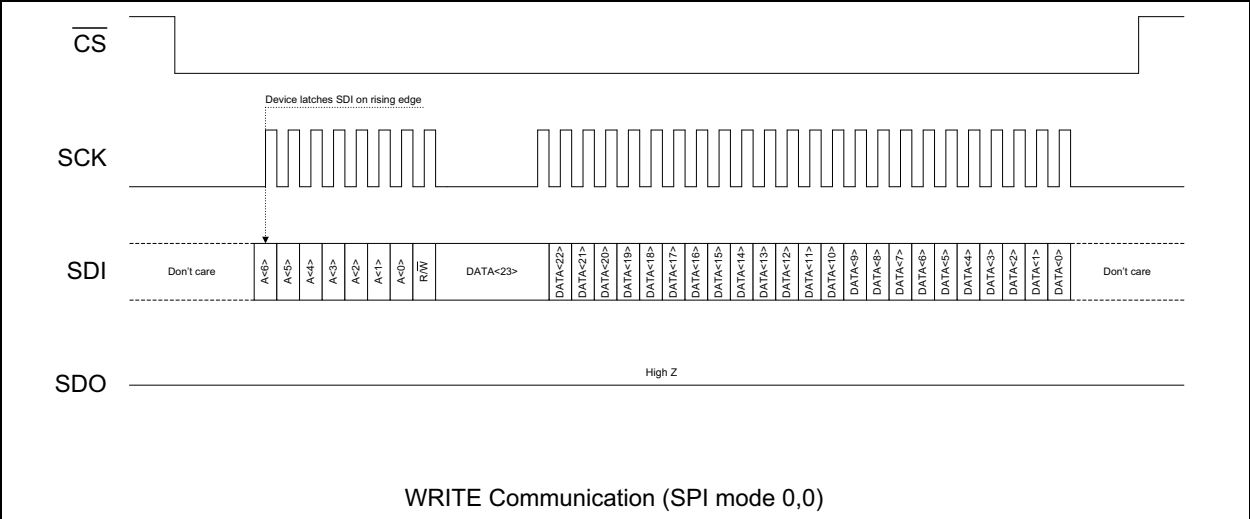 CS
Device latches SDI on rising edge
SCK
SDI
Don't care
A<6>
A<5>
A<4>
A<3>
A<2>
A<1>
A<0>
R/W
DATA<23>
DATA<22>
DATA<21>
DATA<20>
DATA<19>
DATA<18>
DATA<17>
DATA<16>
DATA<15>
DATA<14>
DATA<13>
DATA<12>
DATA<11>
DATA<10>
DATA<9>
DATA<8>
DATA<7>
DATA<6>
DATA<5>
DATA<4>
DATA<3>
DATA<2>
DATA<1>
DATA<0>
Don't care
SDO
High Z
WRITE Communication (SPI mode 0,0)